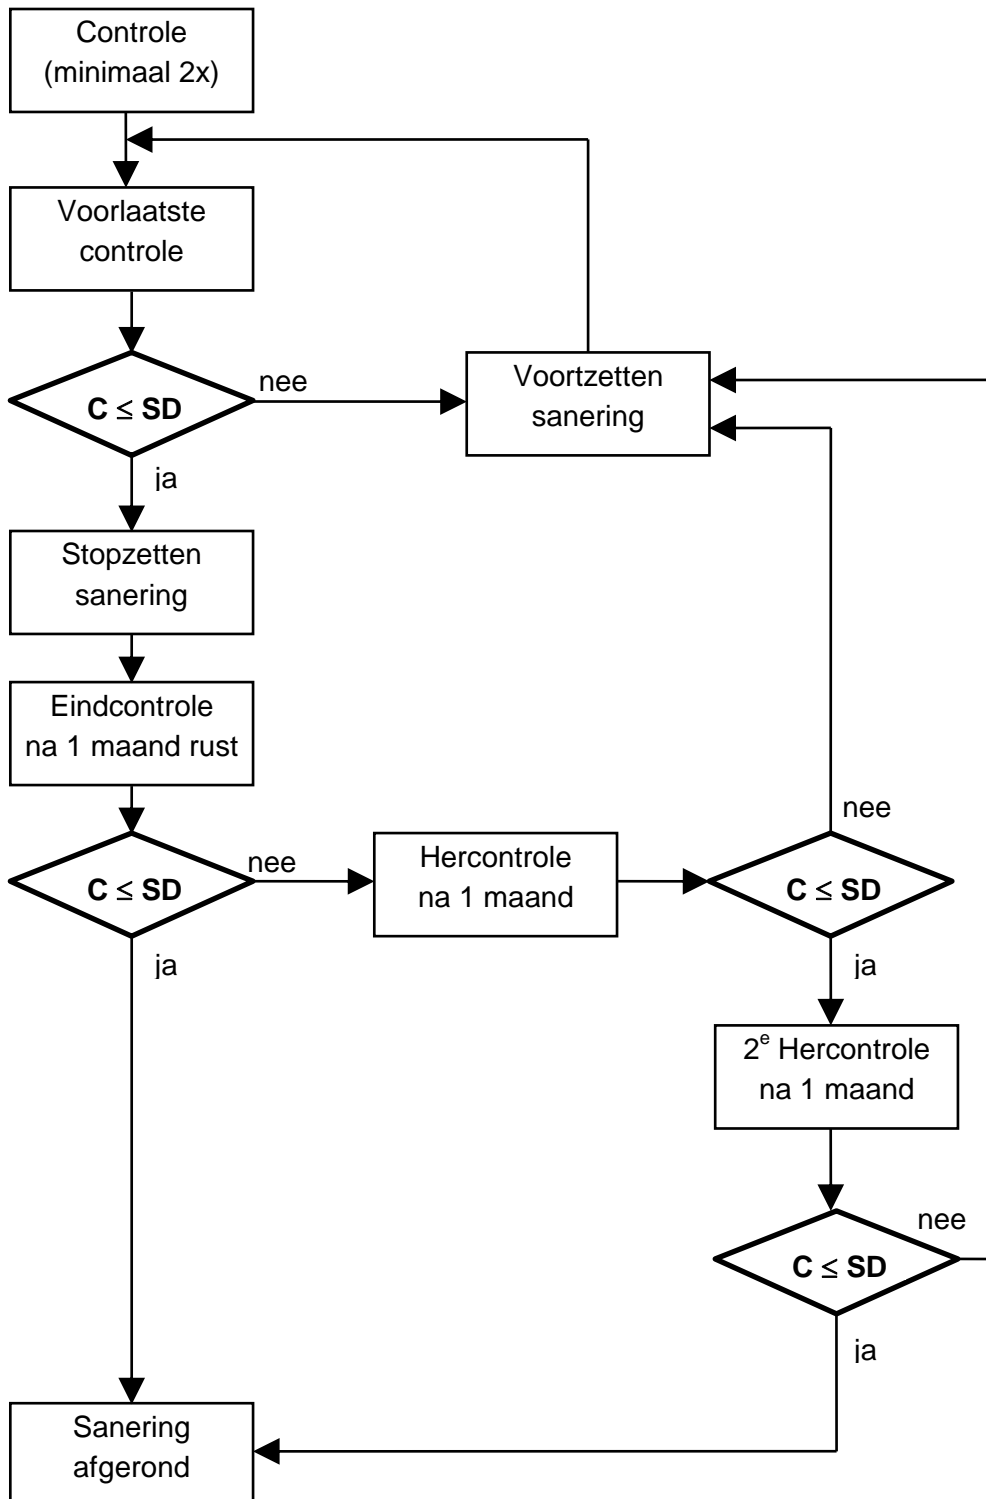 Controle
(minimaal 2x)
Voorlaatste
controle
C ≤ SD
nee
Voortzetten
sanering
ja
Stopzetten
sanering
Eindcontrole
na 1 maand rust
C ≤ SD
nee
Hercontrole
na 1 maand
nee
C ≤ SD
ja
ja
2e Hercontrole
na 1 maand
nee
C ≤ SD
ja
Sanering
afgerond